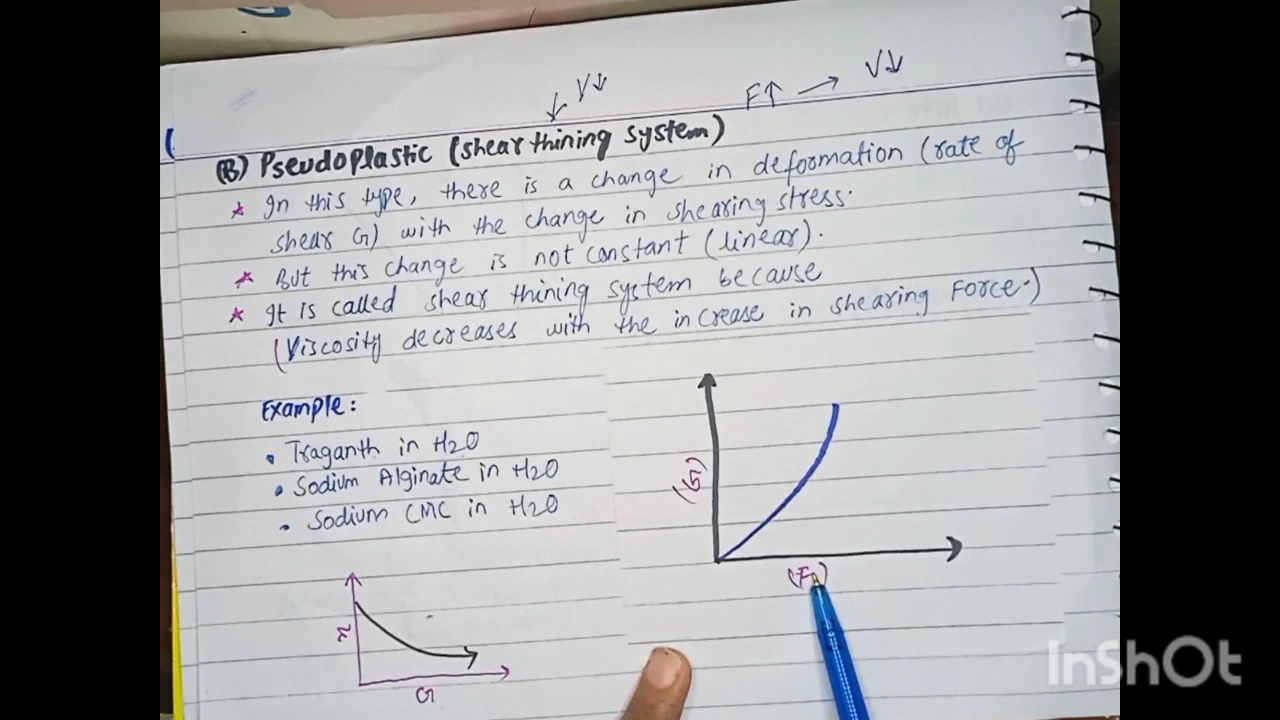 V↓
F↑ → V↓
(B) Pseudoplastic (shear thining system)
* In this type, there is a change in deformation (rate of
shear G) with the change in shearing stress.
* But this change is not constant (linear).
* It is called shear thining system because
(Viscosity decreases with the increase in shearing Force.)
Example:
• Traganth in H2O
• Sodium Alginate in H2O
• Sodium CMC in H2O
(G)
(F)
η
G
InShOt